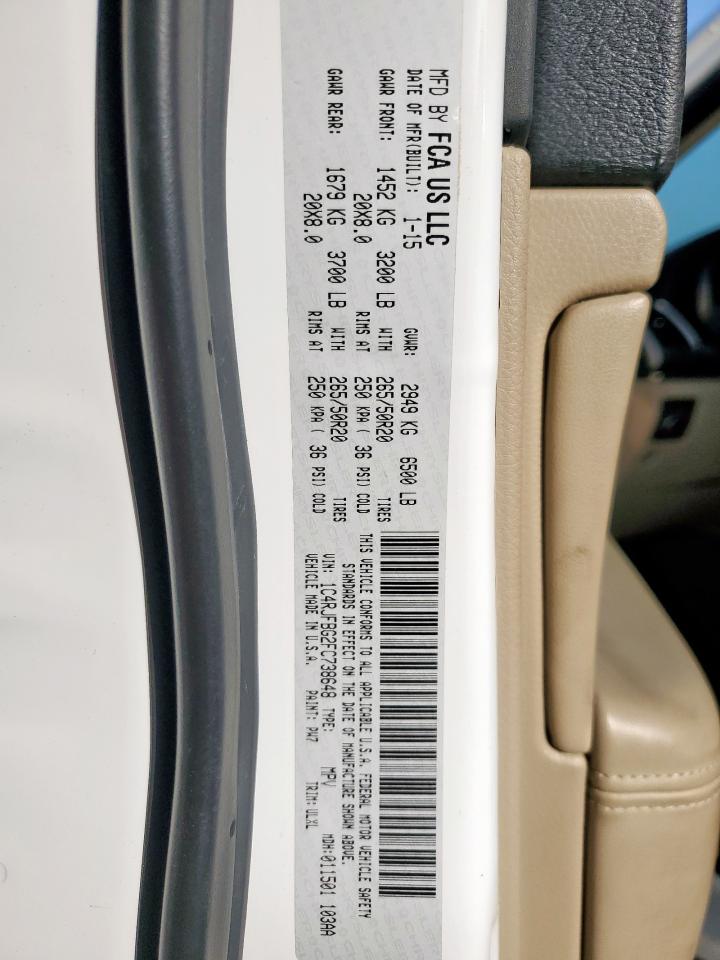 MFD BY FCA US LLC
DATE OF MFR(BUILT): 1-15 GVWR: 2949 KG 6500 LB
GAWR FRONT: 1452 KG 3200 LB WITH 265/50R20 TIRES
20X8.0 RIMS AT 250 KPA ( 36 PSI) COLD
GAWR REAR: 1679 KG 3700 LB WITH 265/50R20 TIRES
20X8.0 RIMS AT 250 KPA ( 36 PSI) COLD
THIS VEHICLE CONFORMS TO ALL APPLICABLE U.S.A. FEDERAL MOTOR VEHICLE SAFETY
STANDARDS IN EFFECT ON THE DATE OF MANUFACTURE SHOWN ABOVE.
VIN: 1C4RJFBG2FC738648 TYPE: MPV MDH:011501 103AA
VEHICLE MADE IN U.S.A. PAINT: PW7 TRIM: ULXL